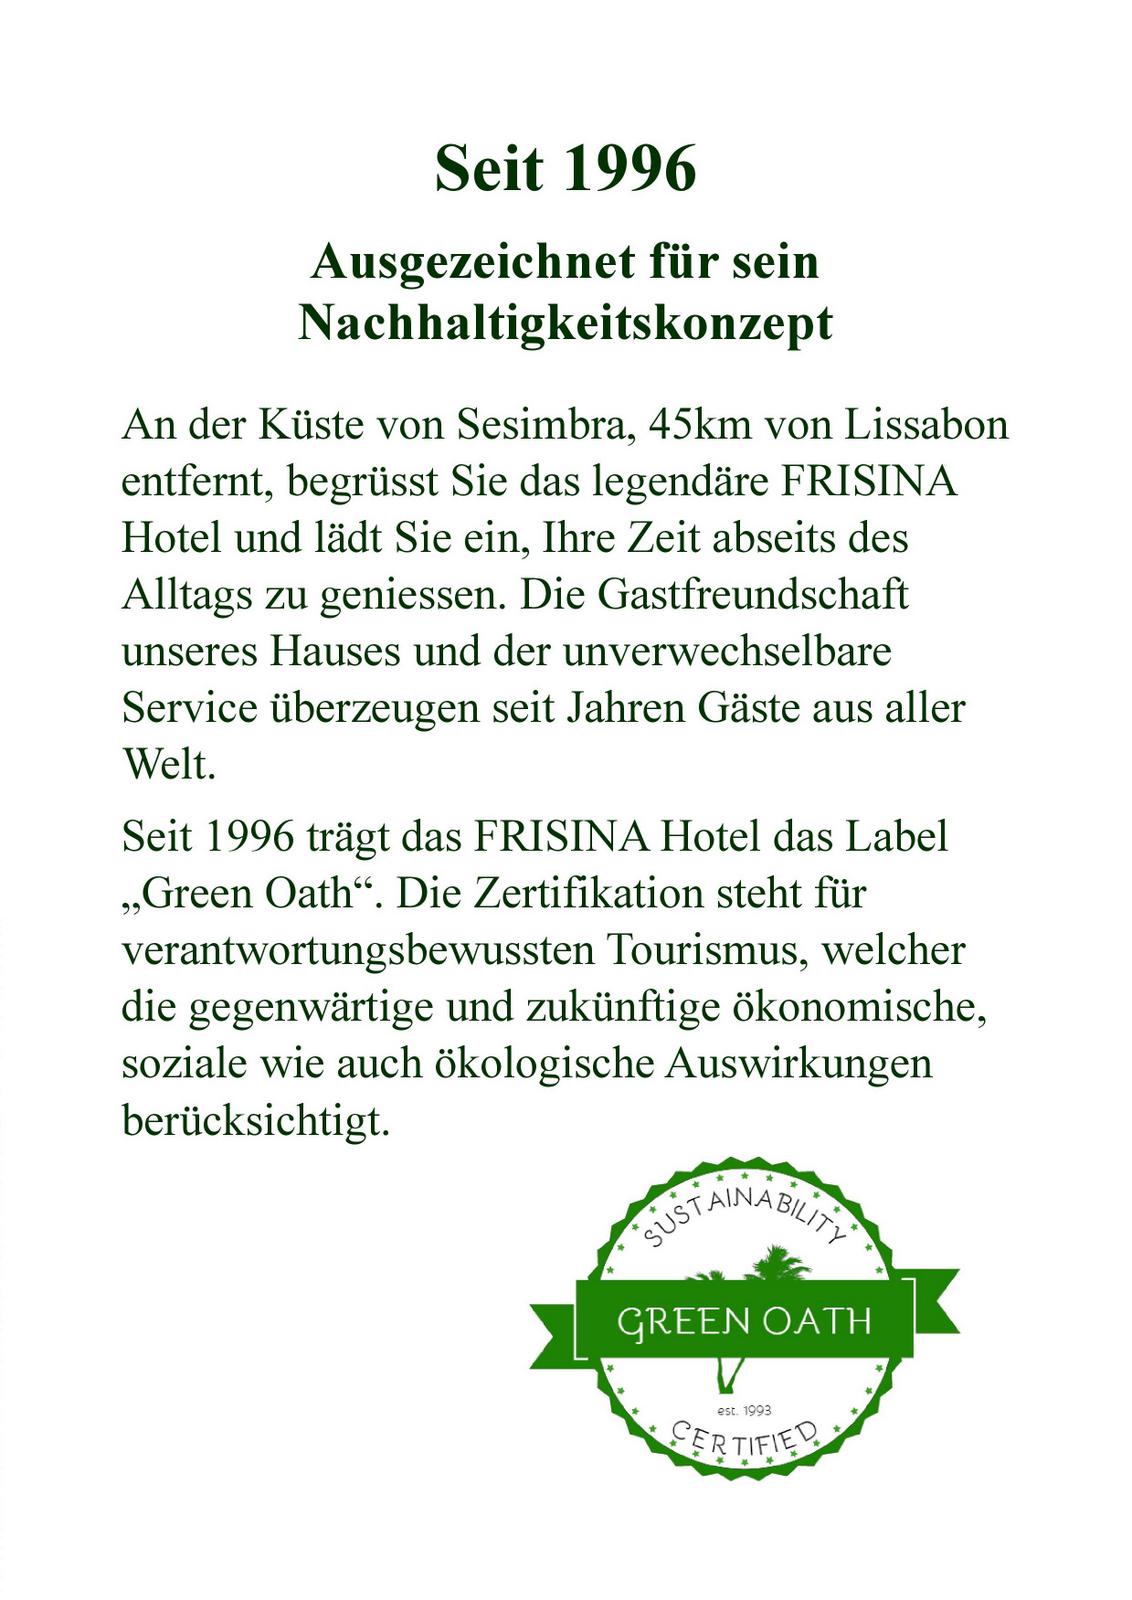 Seit 1996
Ausgezeichnet für sein
Nachhaltigkeitskonzept
An der Küste von Sesimbra, 45km von Lissabon
entfernt, begrüsst Sie das legendäre FRISINA
Hotel und lädt Sie ein, Ihre Zeit abseits des
Alltags zu geniessen. Die Gastfreundschaft
unseres Hauses und der unverwechselbare
Service überzeugen seit Jahren Gäste aus aller
Welt.
Seit 1996 trägt das FRISINA Hotel das Label
„Green Oath“. Die Zertifikation steht für
verantwortungsbewussten Tourismus, welcher
die gegenwärtige und zukünftige ökonomische,
soziale wie auch ökologische Auswirkungen
berücksichtigt.
SUSTAINABILITY
GREEN OATH
est. 1993
CERTIFIED